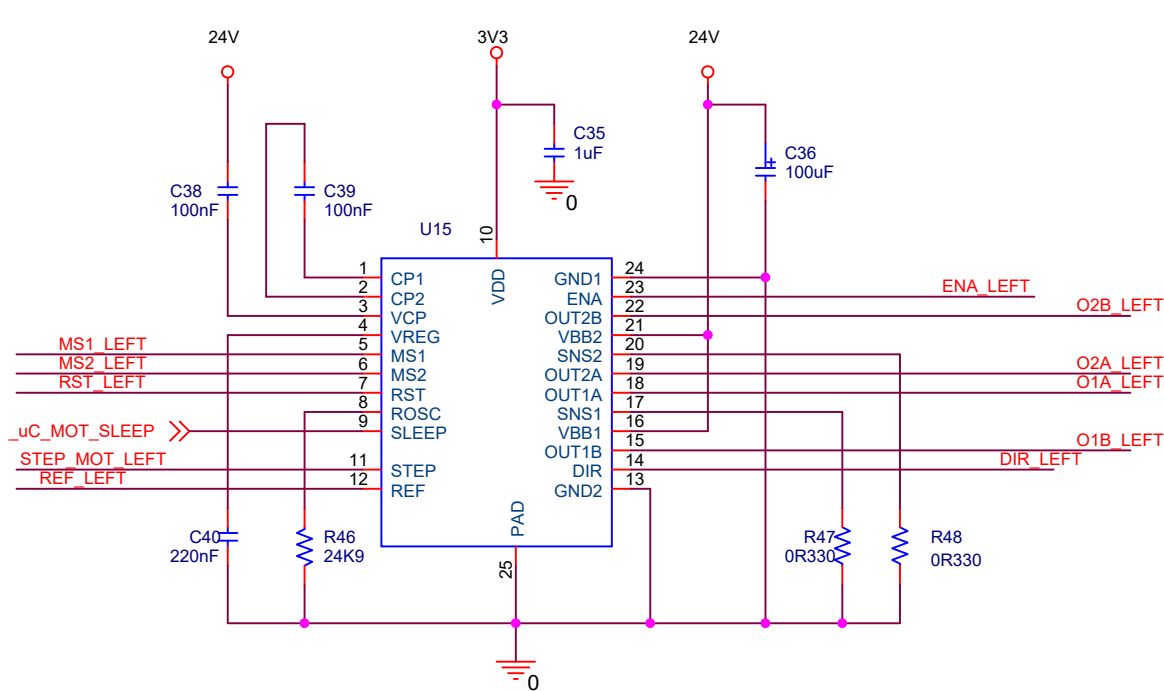 24V
3V3
24V
C35
1uF
C36
100uF
0
C38
100nF
C39
100nF
U15
10
VDD
1
CP1
2
CP2
3
VCP
4
VREG
5
MS1
6
MS2
7
RST
8
ROSC
9
SLEEP
11
STEP
12
REF
24
GND1
23
ENA
22
OUT2B
21
VBB2
20
SNS2
19
OUT2A
18
OUT1A
17
SNS1
16
VBB1
15
OUT1B
14
DIR
13
GND2
PAD
25
MS1_LEFT
MS2_LEFT
RST_LEFT
_uC_MOT_SLEEP
STEP_MOT_LEFT
REF_LEFT
ENA_LEFT
O2B_LEFT
O2A_LEFT
O1A_LEFT
O1B_LEFT
DIR_LEFT
C40
220nF
R46
24K9
R47
0R330
R48
0R330
0